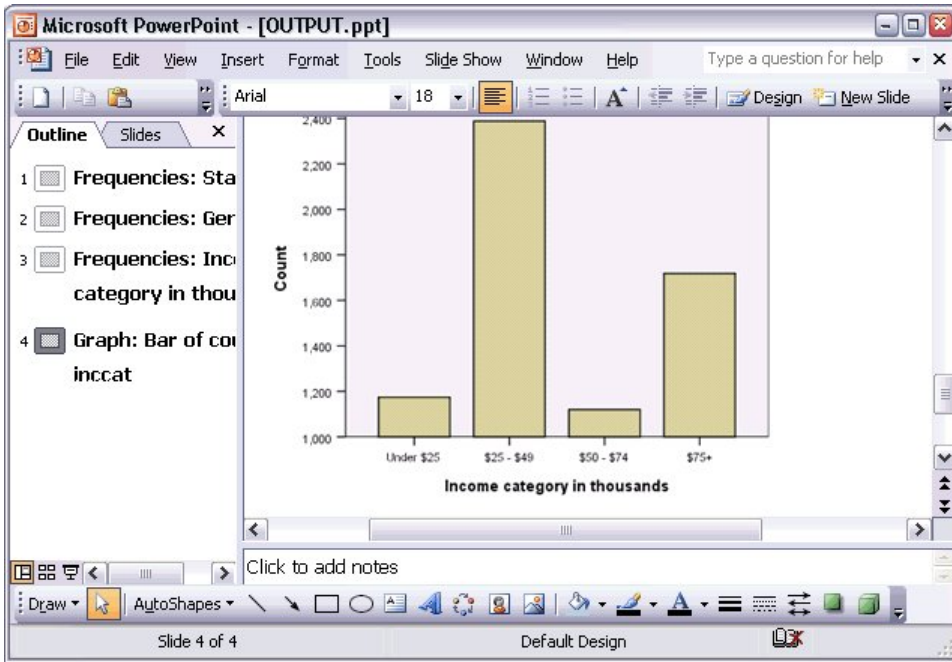 Microsoft PowerPoint - [OUTPUT.ppt]
File Edit View Insert Format Tools Slide Show Window Help Type a question for help
Arial 18 Design New Slide
Outline Slides
1 Frequencies: Sta
2 Frequencies: Ger
3 Frequencies: Inc
category in thou
4 Graph: Bar of cou
inccat
2,400
2,200
2,000
1,800
1,600
1,400
1,200
1,000
Count
Under $25 $25 - $49 $50 - $74 $75+
Income category in thousands
Click to add notes
Draw AutoShapes
Slide 4 of 4 Default Design